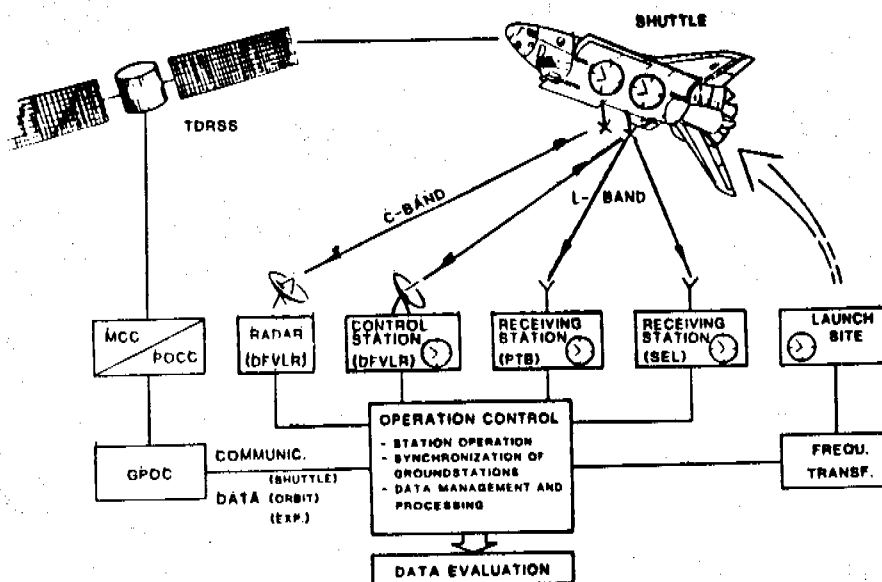 SHUTTLE
TDRSS
C-BAND
L- BAND
MCC
POCC
RADAR
(DFVLR)
CONTROL
STATION
(DFVLR)
RECEIVING
STATION
(PTB)
RECEIVING
STATION
(SEL)
LAUNCH
SITE
OPERATION CONTROL
- STATION OPERATION
- SYNCHRONIZATION OF
GROUNDSTATIONS
- DATA MANAGEMENT AND
PROCESSING
GPOC
COMMUNIC.
(SHUTTLE)
DATA (ORBIT)
(EXP.)
FREQU.
TRANSF.
DATA EVALUATION